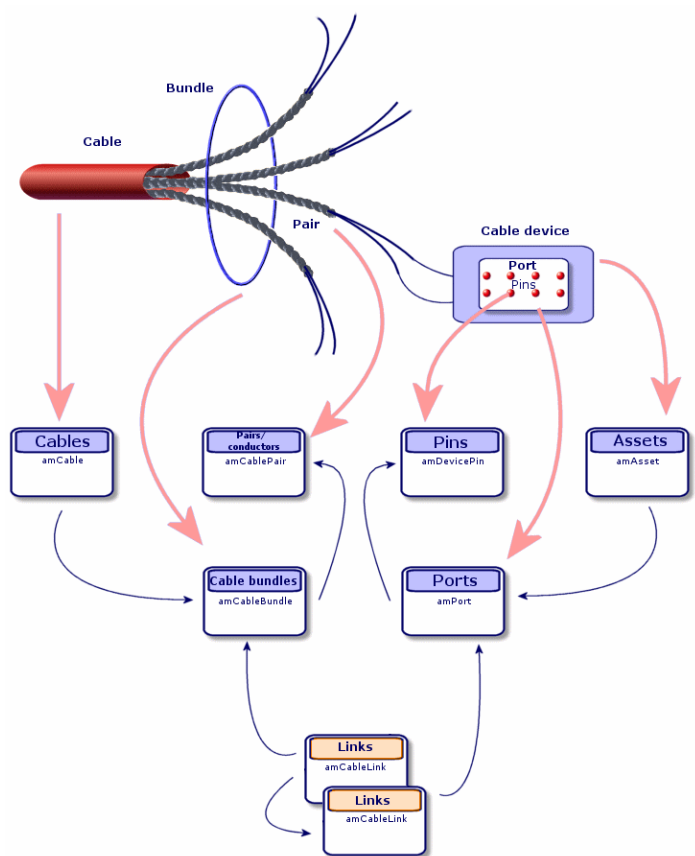 Bundle
Cable
Pair
Cable device
Port
Pins
Cables
amCable
Pairs/
conductors
amCablePair
Pins
amDevicePin
Assets
amAsset
Cable bundles
amCableBundle
Ports
amPort
Links
amCableLink
Links
amCableLink